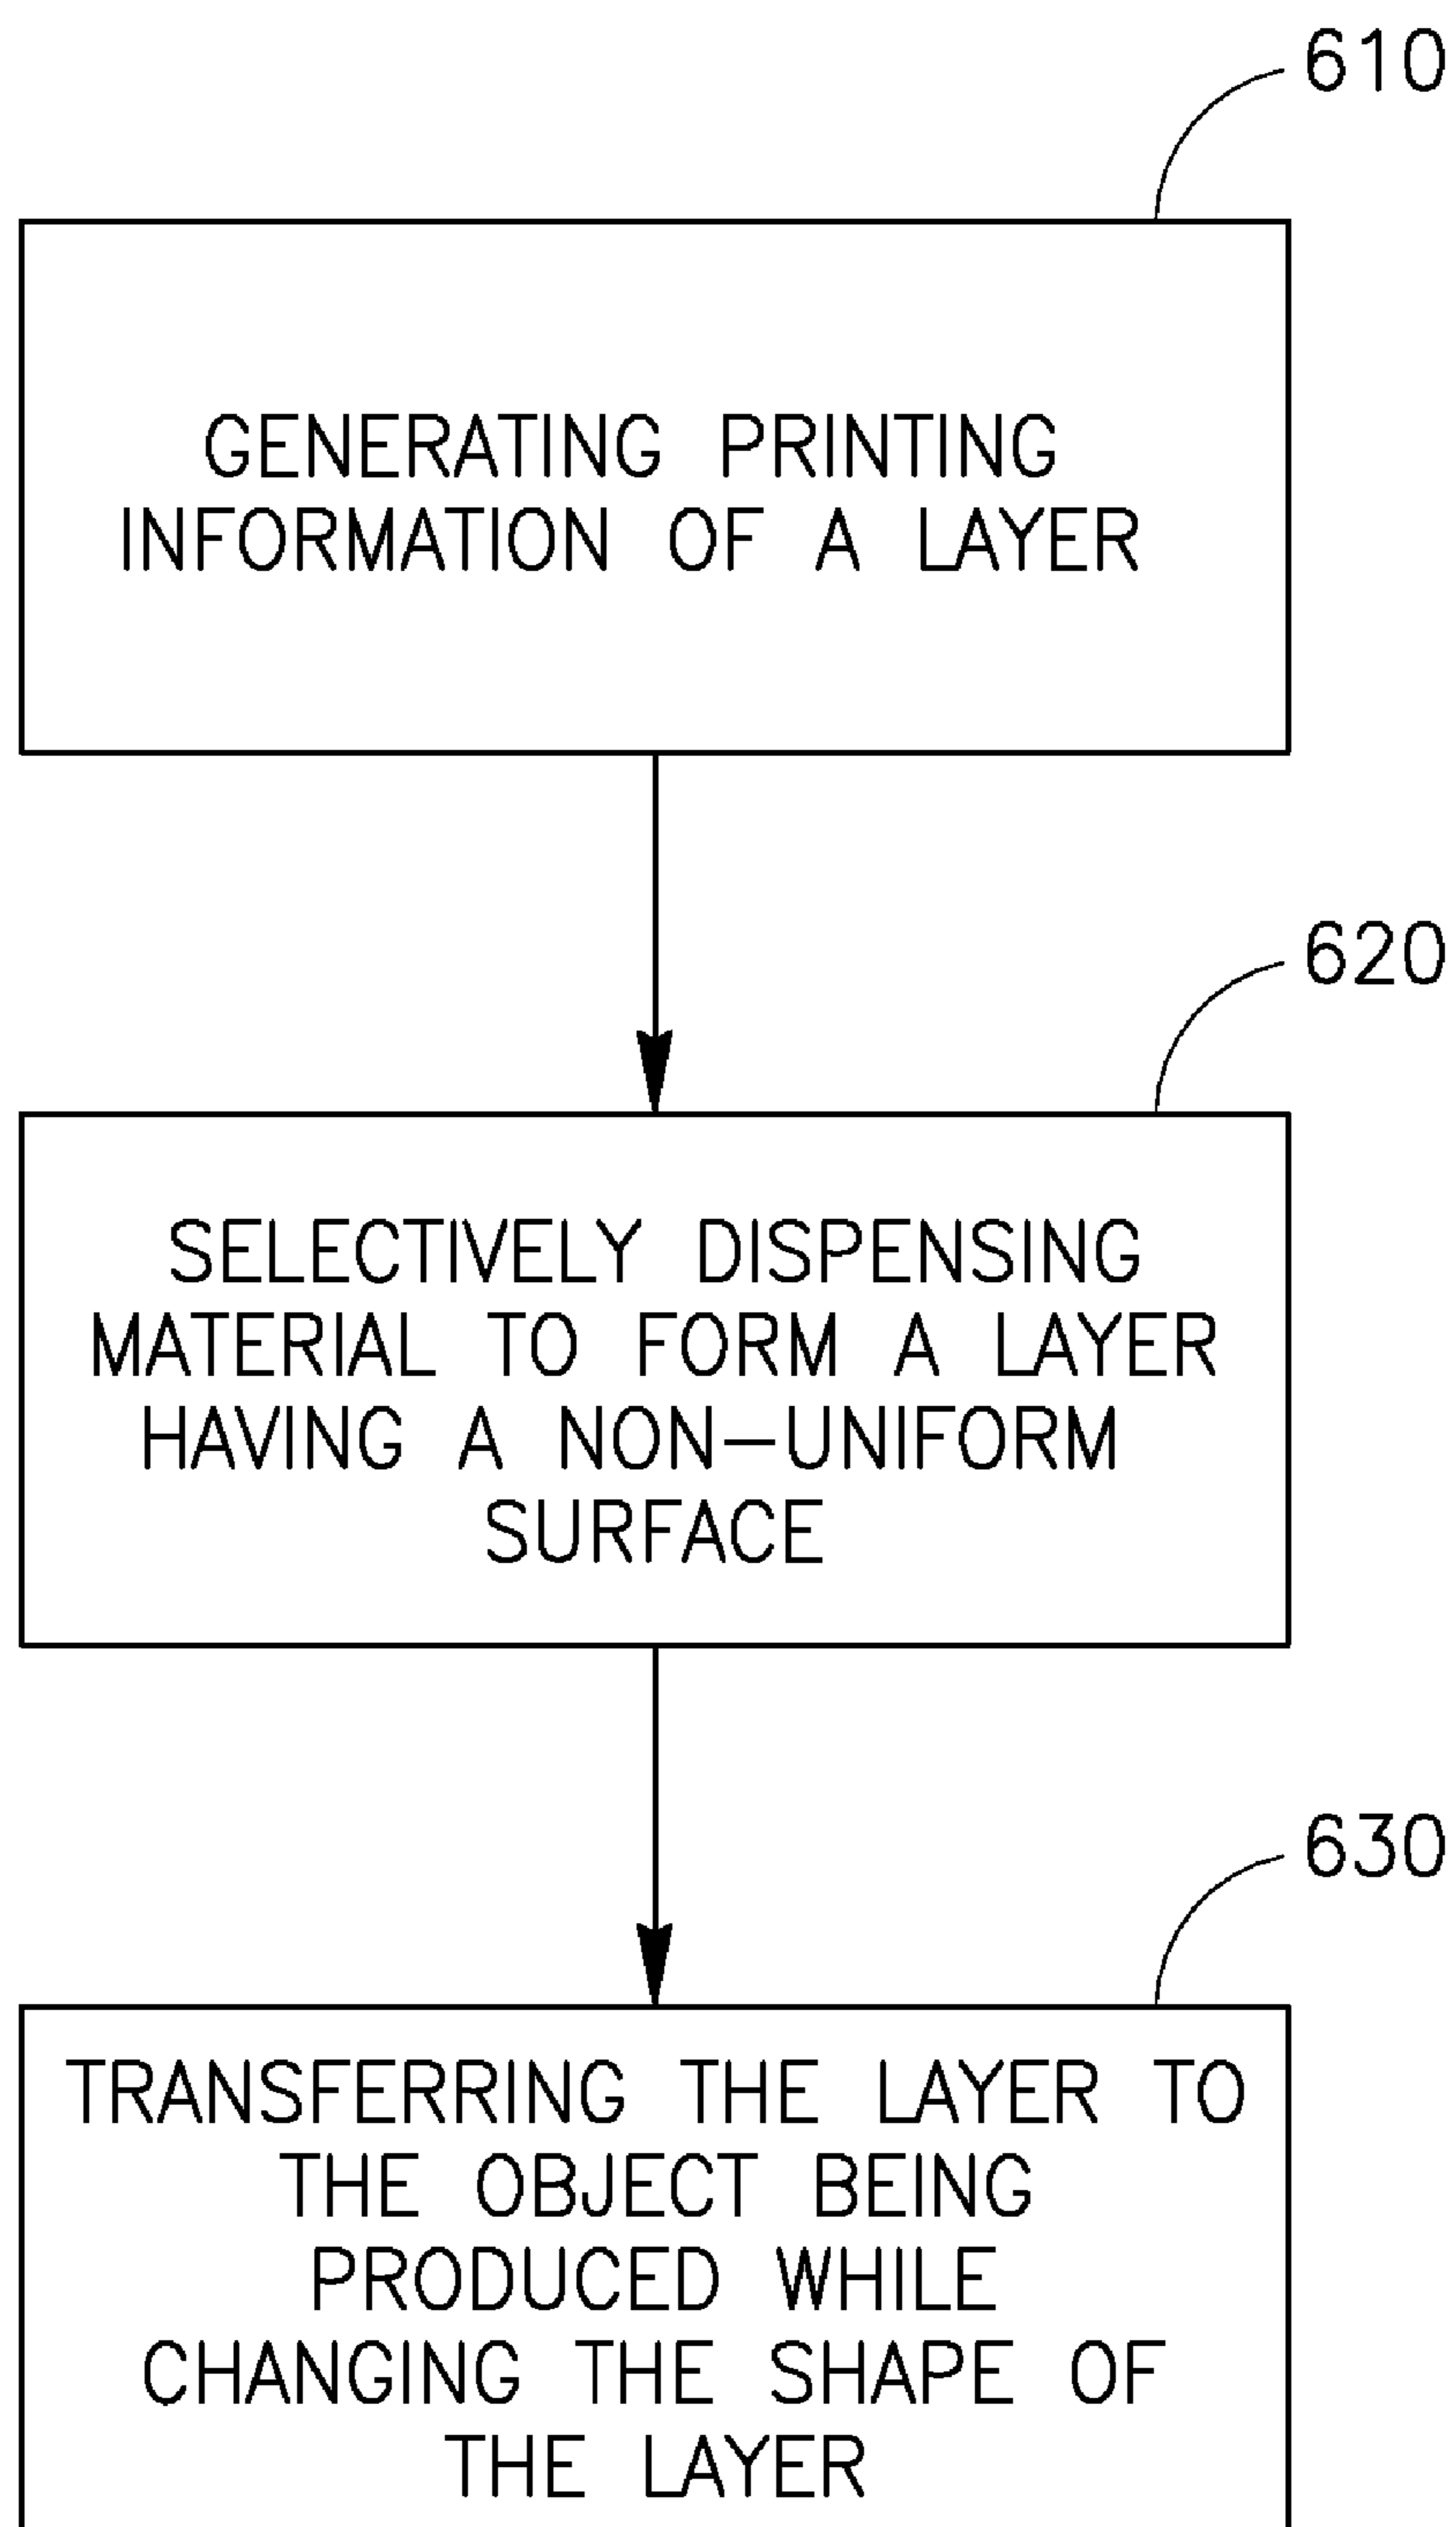 610
GENERATING PRINTING
INFORMATION OF A LAYER
620
SELECTIVELY DISPENSING
MATERIAL TO FORM A LAYER
HAVING A NON-UNIFORM
SURFACE
630
TRANSFERRING THE LAYER TO
THE OBJECT BEING
PRODUCED WHILE
CHANGING THE SHAPE OF
THE LAYER